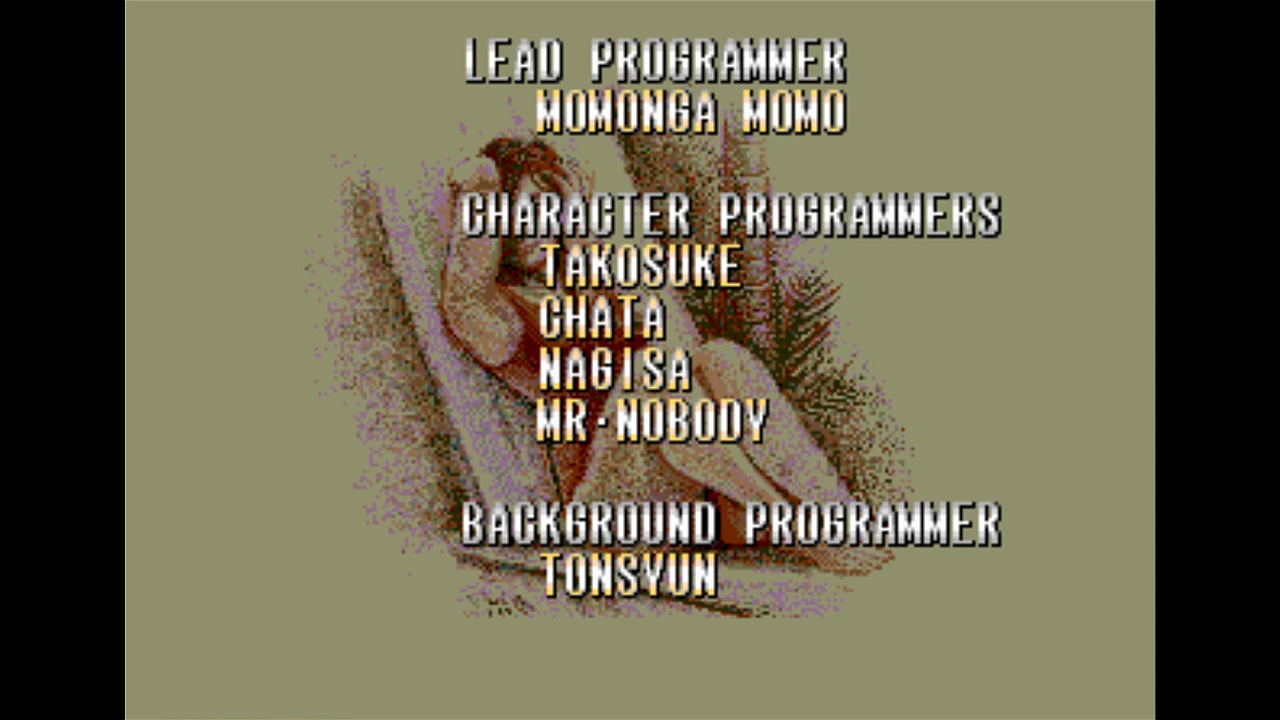 LEAD PROGRAMMER
MOMONGA MOMO
CHARACTER PROGRAMMERS
TAKOSUKE
CHATA
NAGISA
MR·NOBODY
BACKGROUND PROGRAMMER
TONSYUN